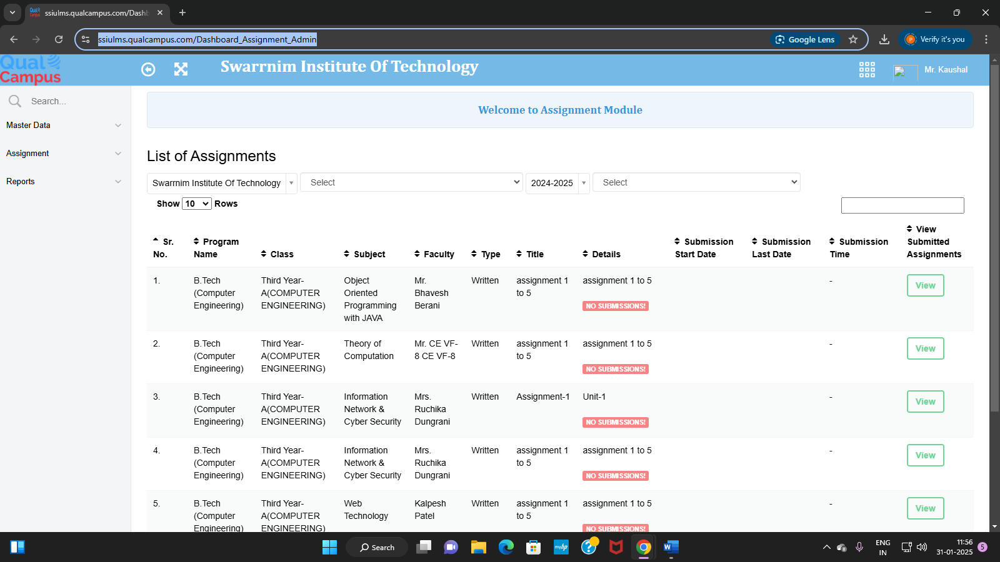 ssiulms.qualcampus.com/Dashb
ssiulms.qualcampus.com/Dashboard_Assignment_Admin
Google Lens
Verify it's you
Qual Campus
Swarrnim Institute Of Technology
Mr. Kaushal
Search...
Master Data
Assignment
Reports
Welcome to Assignment Module
List of Assignments
Swarrnim Institute Of Technology Select 2024-2025 Select
Show 10 Rows
Sr. No. Program Name Class Subject Faculty Type Title Details Submission Start Date Submission Last Date Submission Time View Submitted Assignments
1. B.Tech (Computer Engineering) Third Year-A(COMPUTER ENGINEERING) Object Oriented Programming with JAVA Mr. Bhavesh Berani Written assignment 1 to 5 assignment 1 to 5 NO SUBMISSIONS! - View
2. B.Tech (Computer Engineering) Third Year-A(COMPUTER ENGINEERING) Theory of Computation Mr. CE VF-8 CE VF-8 Written assignment 1 to 5 assignment 1 to 5 NO SUBMISSIONS! - View
3. B.Tech (Computer Engineering) Third Year-A(COMPUTER ENGINEERING) Information Network & Cyber Security Mrs. Ruchika Dungrani Written Assignment-1 Unit-1 NO SUBMISSIONS! - View
4. B.Tech (Computer Engineering) Third Year-A(COMPUTER ENGINEERING) Information Network & Cyber Security Mrs. Ruchika Dungrani Written assignment 1 to 5 assignment 1 to 5 NO SUBMISSIONS! - View
5. B.Tech (Computer Engineering) Third Year-A(COMPUTER ENGINEERING) Web Technology Kalpesh Patel Written assignment 1 to 5 assignment 1 to 5 NO SUBMISSIONS! - View
Search
ENG IN
11:56
31-01-2025
5